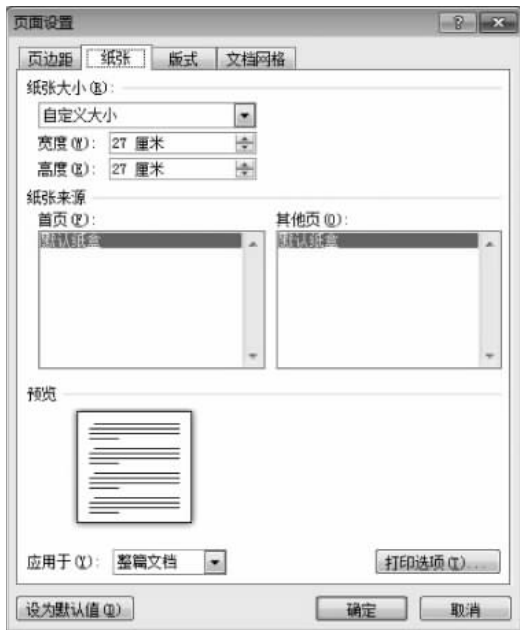 页面设置
页边距 纸张 版式 文档网格
纸张大小(R):
自定义大小
宽度(W): 27 厘米
高度(E): 27 厘米
纸张来源
首页(F): 其他页(O):
默认纸盒 默认纸盒
预览
应用于(Y): 整篇文档 打印选项(T)...
设为默认值(D) 确定 取消